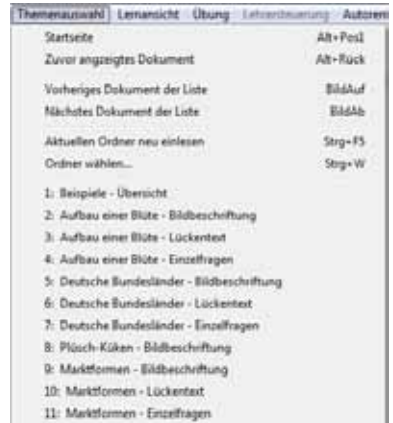 Themenauswahl Lernansicht Übung Lehrersteuerung Autoren
Startseite Alt+Pos1
Zuvor angezeigtes Dokument Alt+Rück
Vorheriges Dokument der Liste BildAuf
Nächstes Dokument der Liste BildAb
Aktuellen Ordner neu einlesen Strg+F5
Ordner wählen... Strg+W
1: Beispiele - Übersicht
2: Aufbau einer Blüte - Bildbeschriftung
3: Aufbau einer Blüte - Lückentext
4: Aufbau einer Blüte - Einzelfragen
5: Deutsche Bundesländer - Bildbeschriftung
6: Deutsche Bundesländer - Lückentext
7: Deutsche Bundesländer - Einzelfragen
8: Plüsch-Küken - Bildbeschriftung
9: Marktformen - Bildbeschriftung
10: Marktformen - Lückentext
11: Marktformen - Einzelfragen